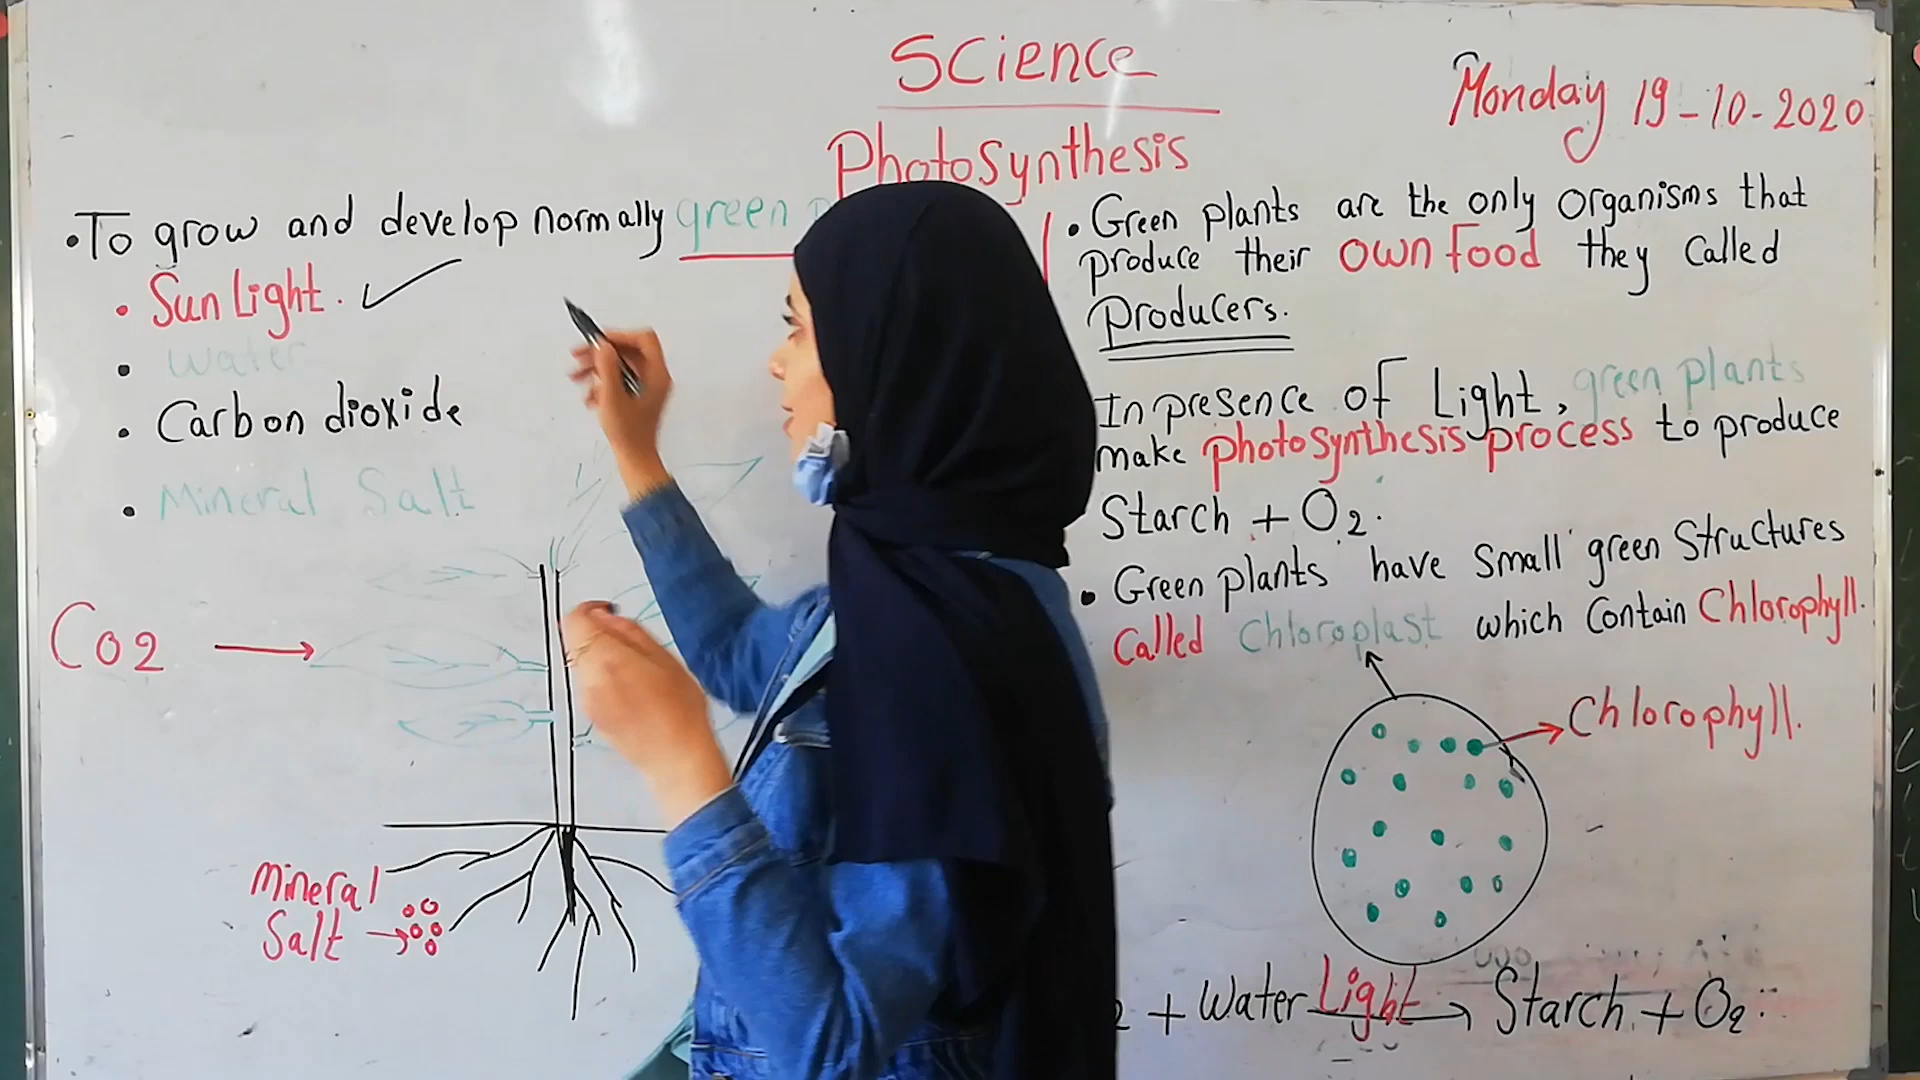 Science
Monday 19-10-2020
Photosynthesis
• To grow and develop normally green
• Sun Light.
• Water
• Carbon dioxide
• Mineral Salt
CO2
Mineral
Salt
• Green plants are the only organisms that
produce their own food they called
producers.
In presence of Light, green plants
make photosynthesis process to produce
Starch + O2.
• Green plants have small green structures
called Chloroplast which contain Chlorophyll.
Chlorophyll.
2 + Water Light Starch + O2